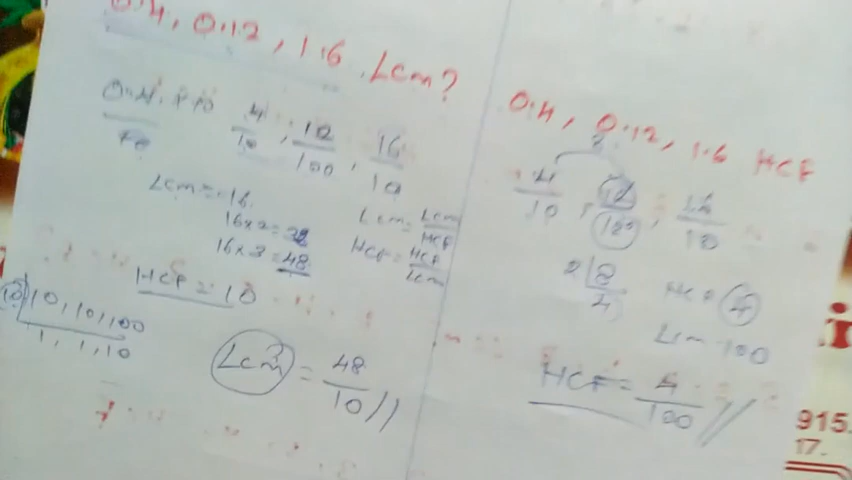 0.4, 0.12, 1.6 Lcm?
4/10, 12/100, 16/10
Lcm = 16
16×2=32
16×3=48
Lcm = Lcm/HCF
HCF = HCF/Lcm
HCF = 10
10 10, 10, 100
1, 1, 10
Lcm = 48/10 //
0.4, 0.12, 1.6 HCF
4/10, 12/100, 16/10
2 8
4
HCF 4
Lcm 100
HCF = 4/100 //
915.
17.